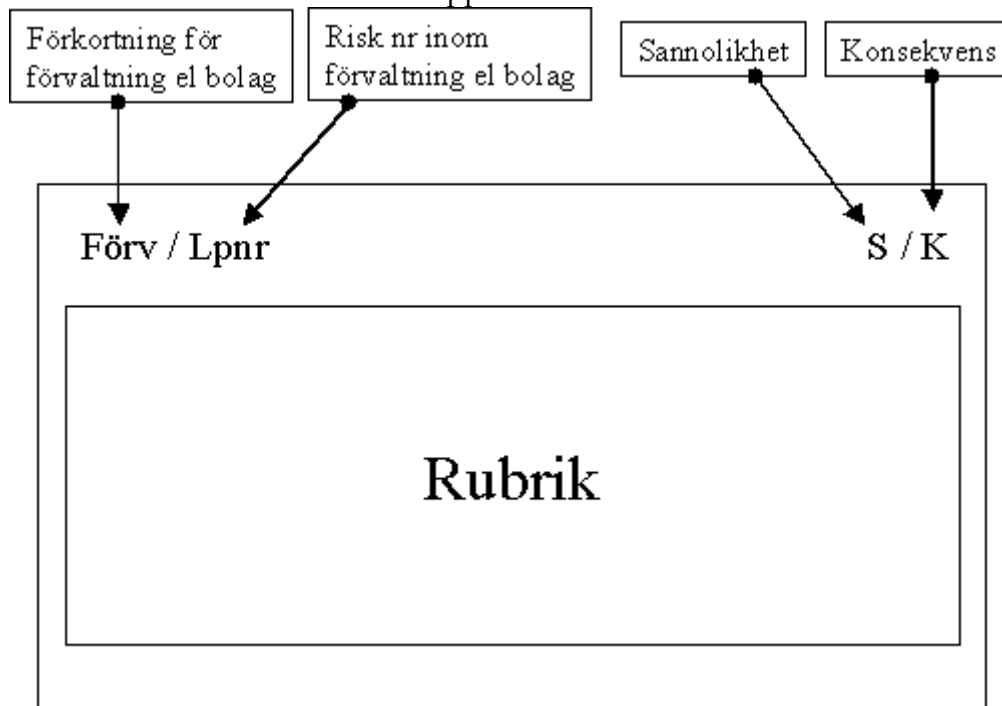 Förkortning för
förvaltning el bolag
Risk nr inom
förvaltning el bolag
Sannolikhet
Konsekvens
Förv / Lpnr
S / K
Rubrik